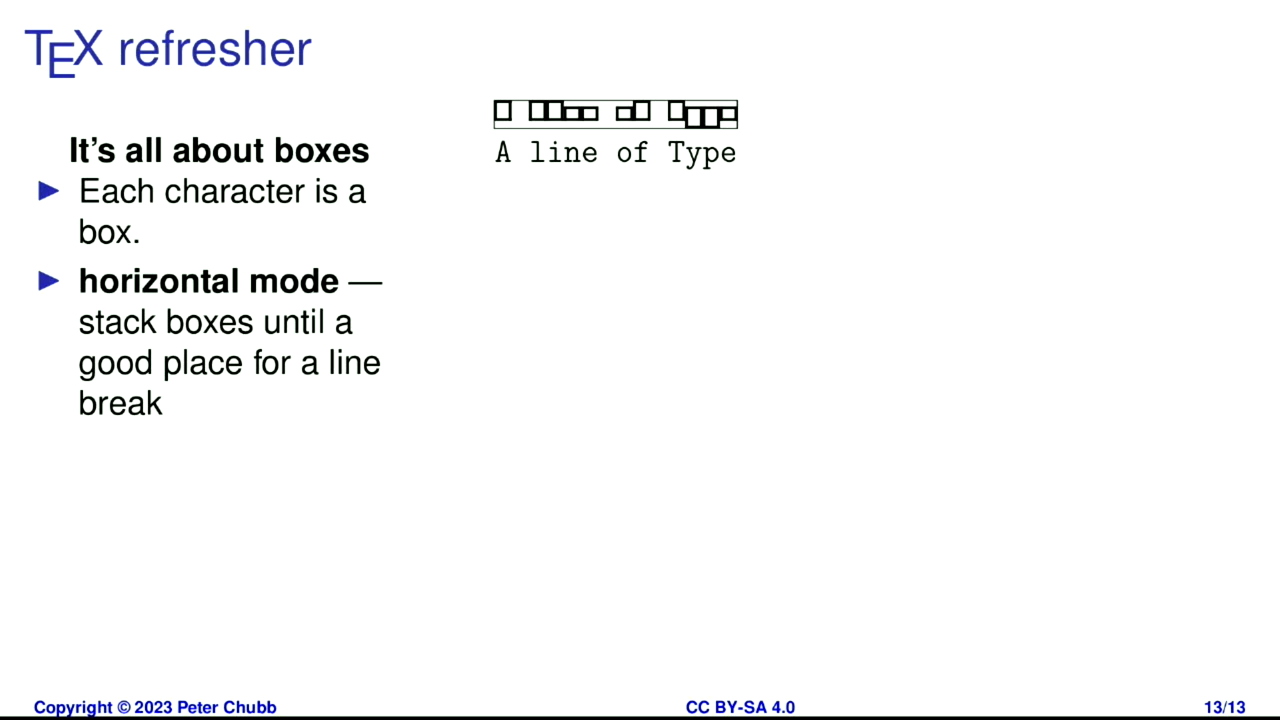 TEX refresher
It's all about boxes
▶ Each character is a
box.
▶ horizontal mode —
stack boxes until a
good place for a line
break
A line of Type
Copyright © 2023 Peter Chubb
CC BY-SA 4.0
13/13